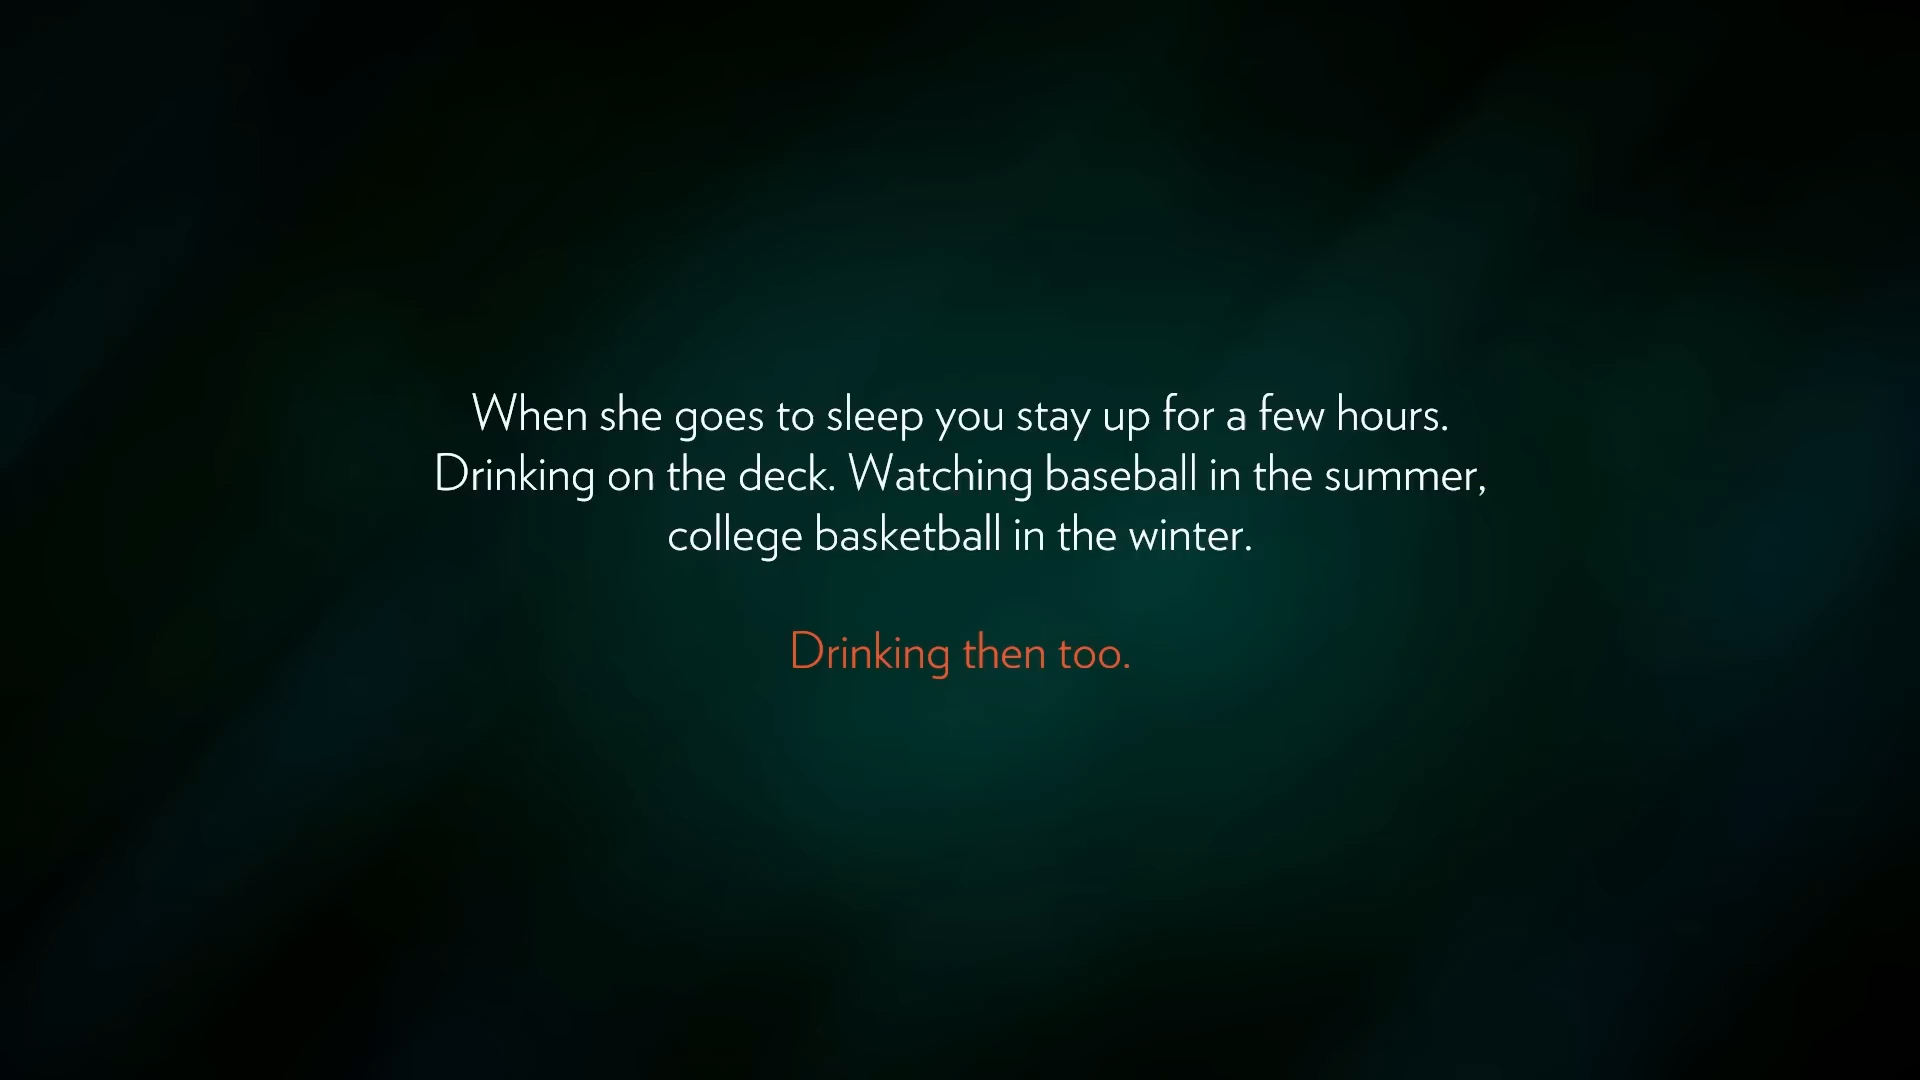 When she goes to sleep you stay up for a few hours.
Drinking on the deck. Watching baseball in the summer,
college basketball in the winter.
Drinking then too.